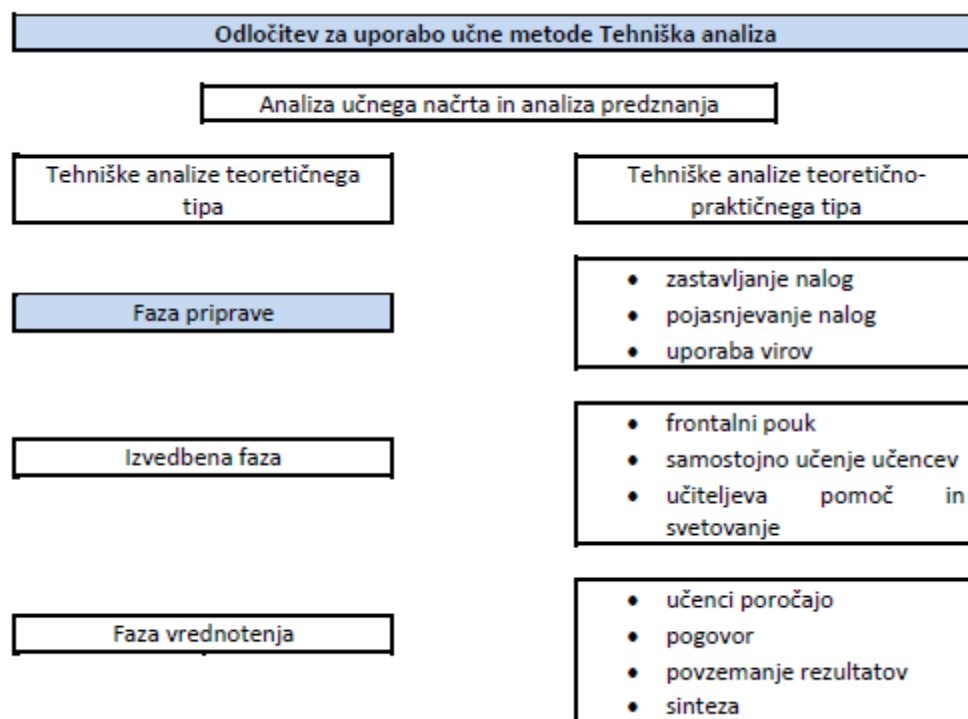 Odločitev za uporabo učne metode Tehniška analiza
Analiza učnega načrta in analiza predznanja
Tehniške analize teoretičnega
tipa
Tehniške analize teoretično-
praktičnega tipa
Faza priprave
• zastavljanje nalog
• pojasnjevanje nalog
• uporaba virov
Izvedbena faza
• frontalni pouk
• samostojno učenje učencev
• učiteljeva pomoč in
svetovanje
Faza vrednotenja
• učenci poročajo
• pogovor
• povzemanje rezultatov
• sinteza